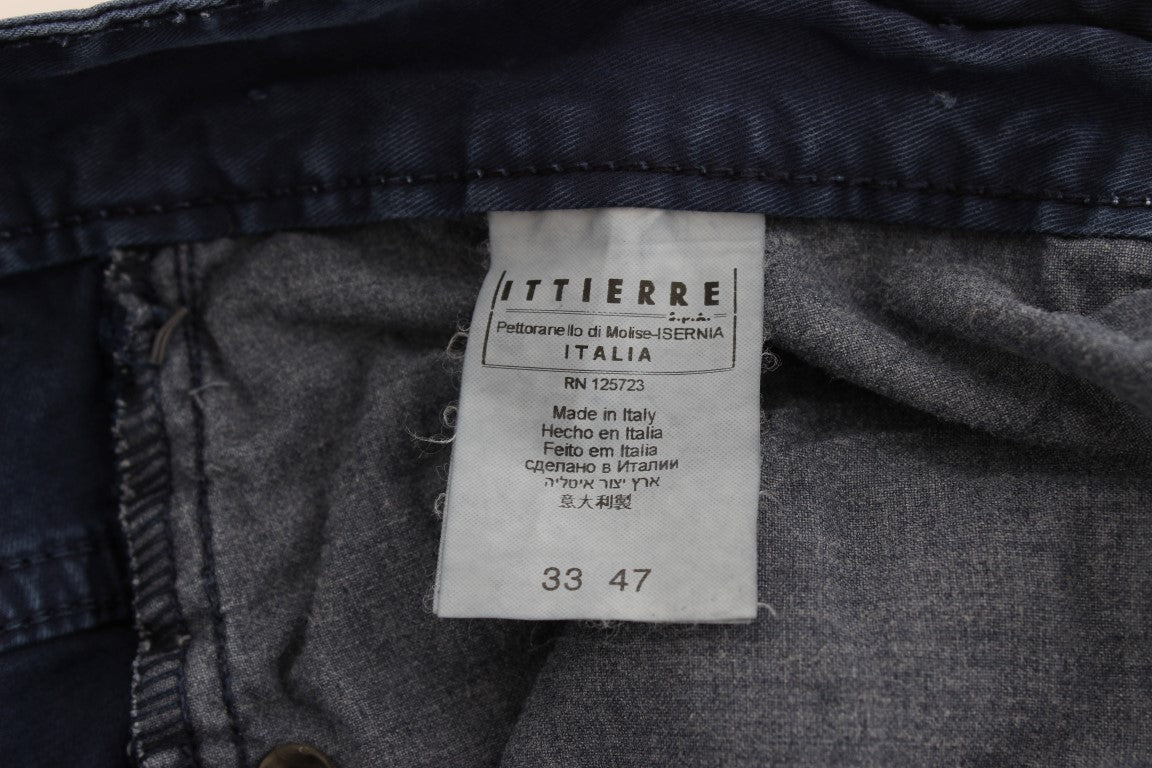 ITTIERRE
s.p.a.
Pettoranello di Molise-ISERNIA
ITALIA
RN 125723
Made in Italy
Hecho en Italia
Feito em Italia
сделано в Италии
ארץ יצור איטליה
意大利製
33 47